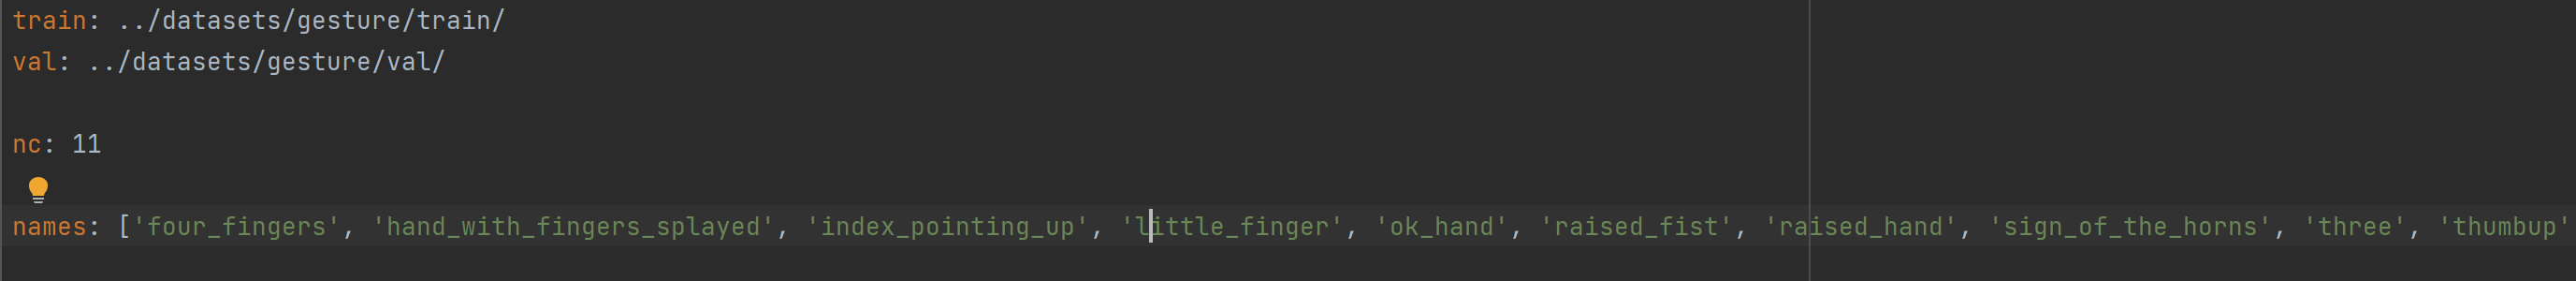 train: ../datasets/gesture/train/
val: ../datasets/gesture/val/
nc: 11
names: ['four_fingers', 'hand_with_fingers_splayed', 'index_pointing_up', 'little_finger', 'ok_hand', 'raised_fist', 'raised_hand', 'sign_of_the_horns', 'three', 'thumbup'